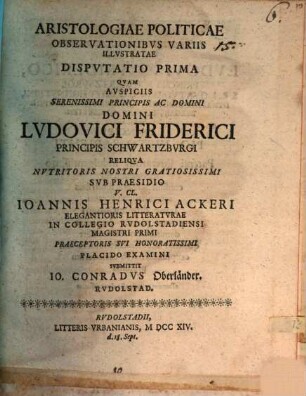 ARISTOLOGIAE POLITICAE
OBSERVATIONIBVS VARIIS
ILLVSTRATAE
DISPVTATIO PRIMA
QVAM
AVSPICIIS
SERENISSIMI PRINCIPIS AC DOMINI
DOMINI
LVDOVICI FRIDERICI
PRINCIPIS SCHWARTZBVRGI
RELIQVA
NVTRITORIS NOSTRI GRATIOSISSIMI
SVB PRAESIDIO
V. CL.
IOANNIS HENRICI ACKERI
ELEGANTIORIS LITTERATVRAE
IN COLLEGIO RVDOLSTADIENSI
MAGISTRI PRIMI
PRAECEPTORIS SVI HONORATISSIMI
PLACIDO EXAMINI
SVBMITTIT
IO. CONRADVS Oberländer.
RVDOLSTAD.
RVDOLSTADII,
LITTERIS VRBANIANIS, M DCC XIV.
d. 18. Sept.